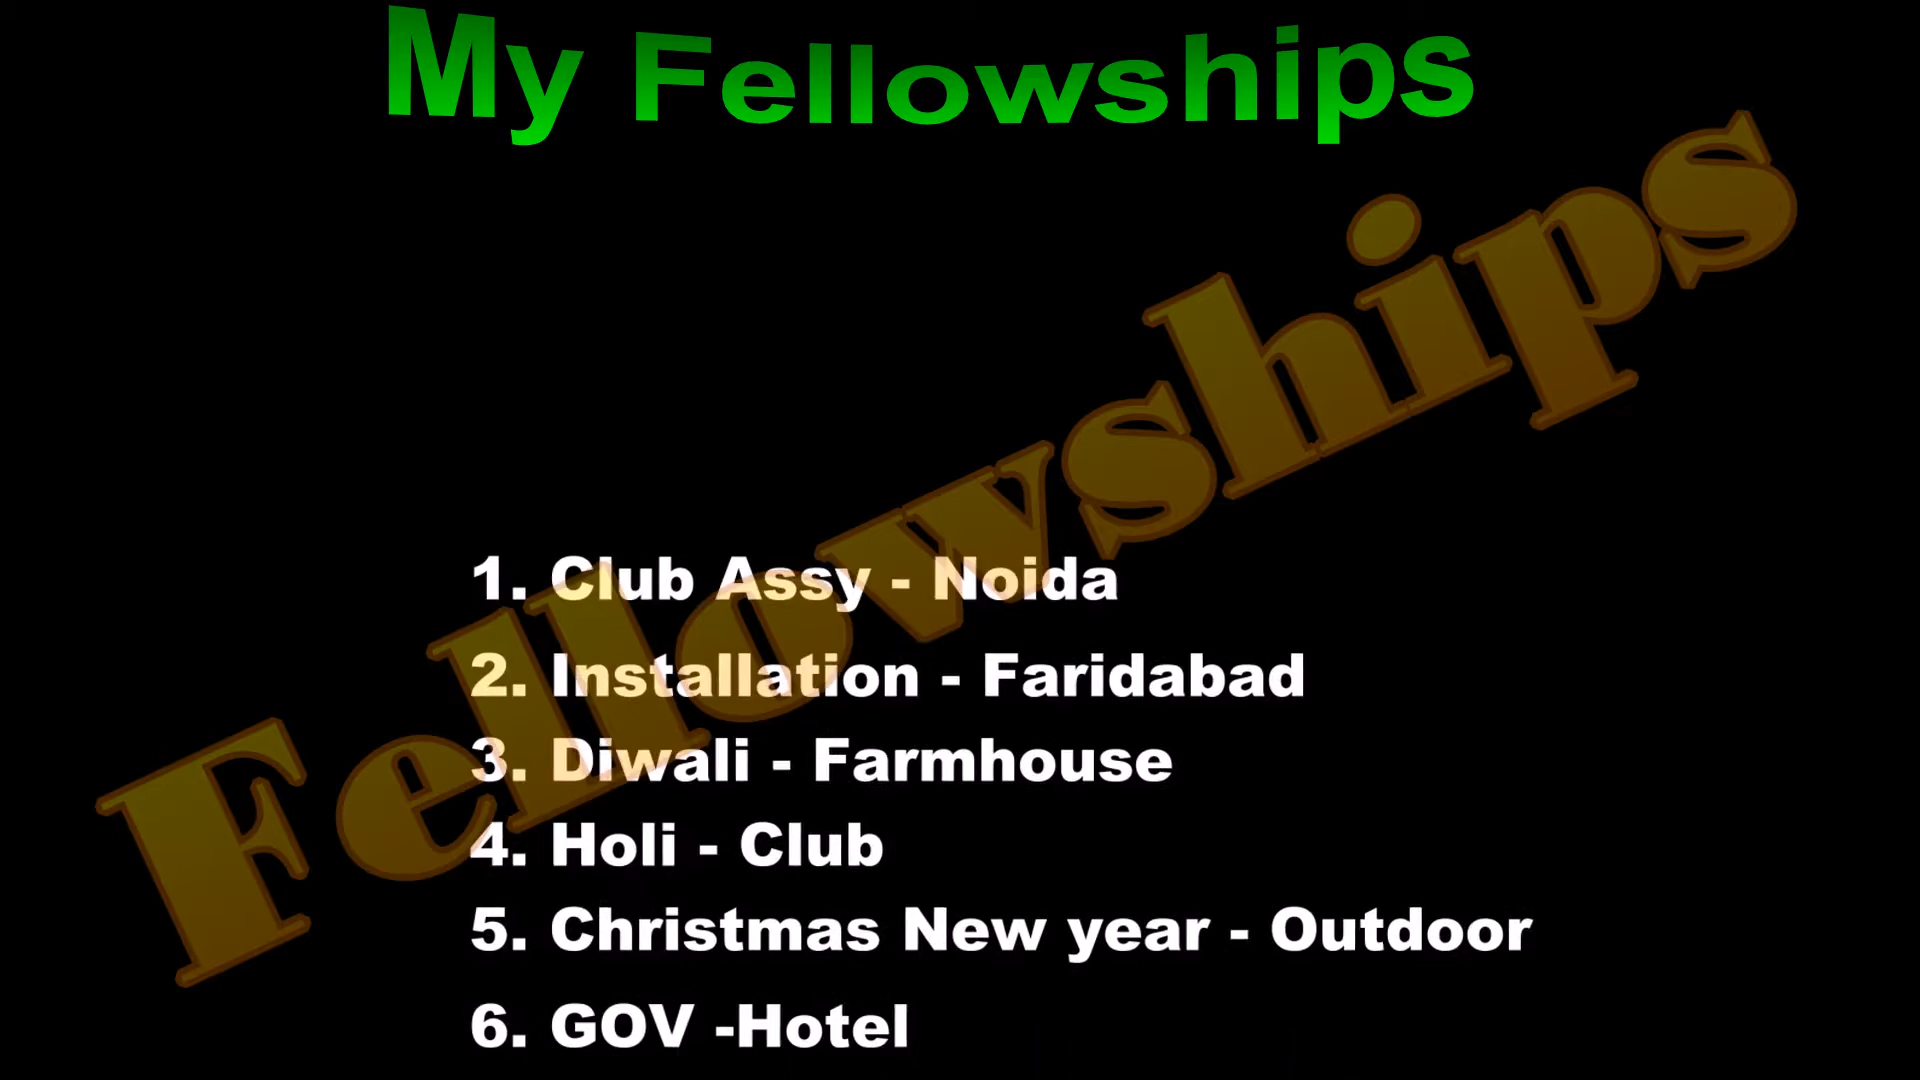 My Fellowships
Fellowships
1. Club Assy - Noida
2. Installation - Faridabad
3. Diwali - Farmhouse
4. Holi - Club
5. Christmas New year - Outdoor
6. GOV -Hotel